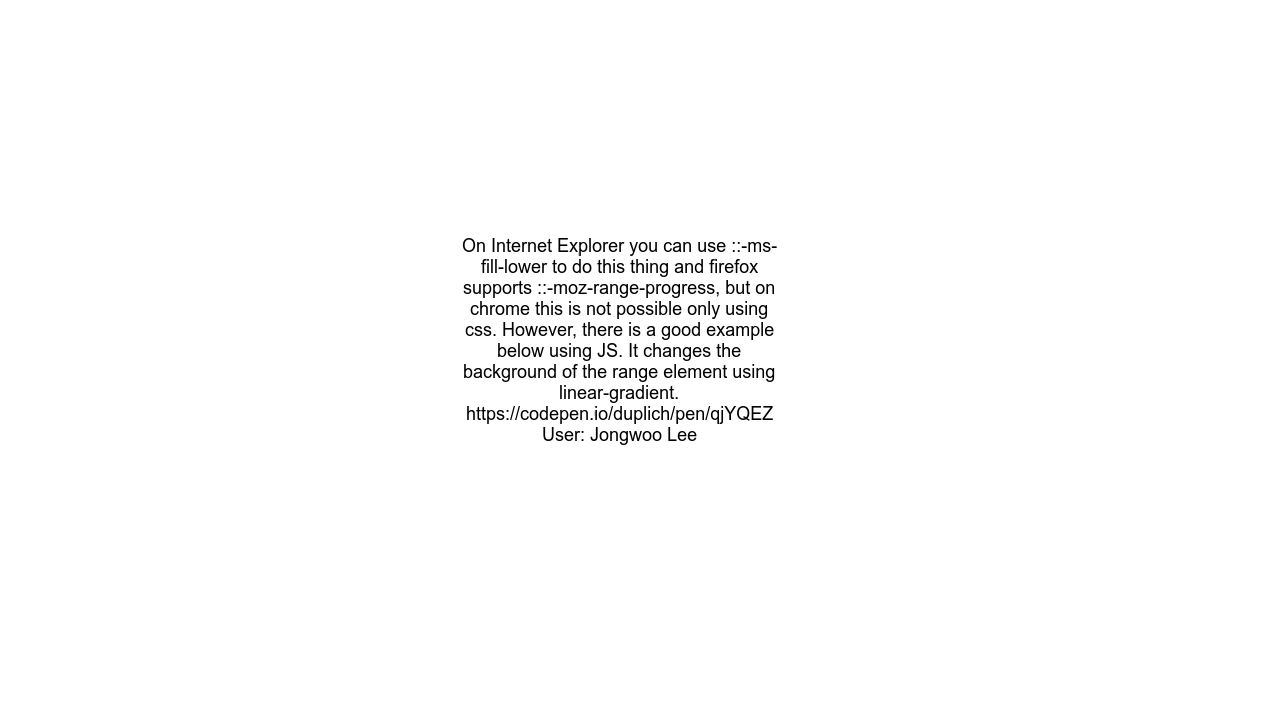 On Internet Explorer you can use ::-ms-
fill-lower to do this thing and firefox
supports ::-moz-range-progress, but on
chrome this is not possible only using
css. However, there is a good example
below using JS. It changes the
background of the range element using
linear-gradient.
https://codepen.io/duplich/pen/qjYQEZ
User: Jongwoo Lee